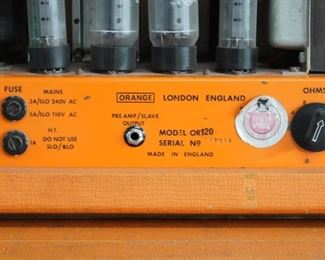 FUSE
MAINS
3A/SLO 240V AC
5A/SLO 110V AC
H.T.
1A
DO NOT USE
SLO/BLO
ORANGE LONDON ENGLAND
PRE AMP/SLAVE
OUTPUT
MODEL OR120
SERIAL Nº
MADE IN ENGLAND
OHMS